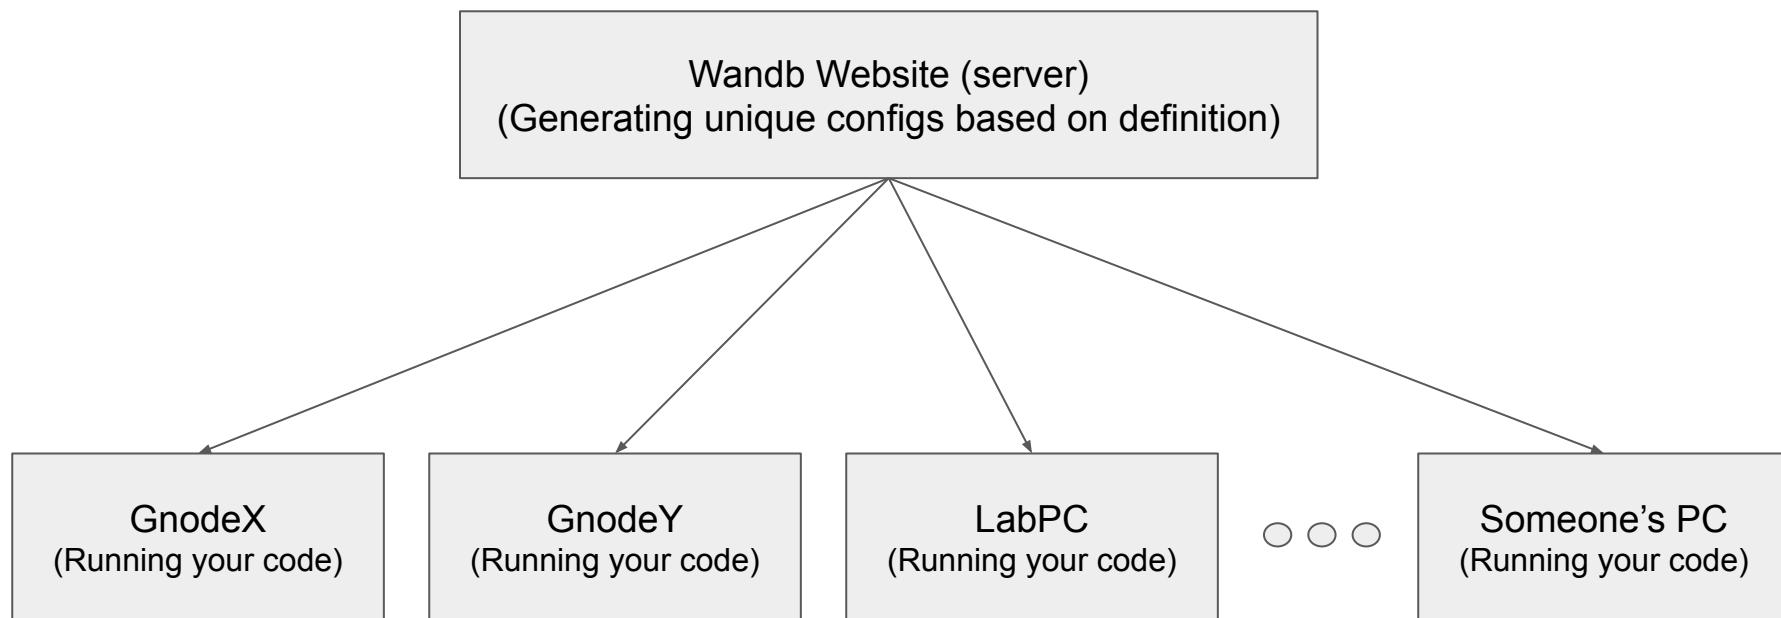 Wandb Website (server)
(Generating unique configs based on definition)
GnodeX
(Running your code)
GnodeY
(Running your code)
LabPC
(Running your code)
Someone’s PC
(Running your code)